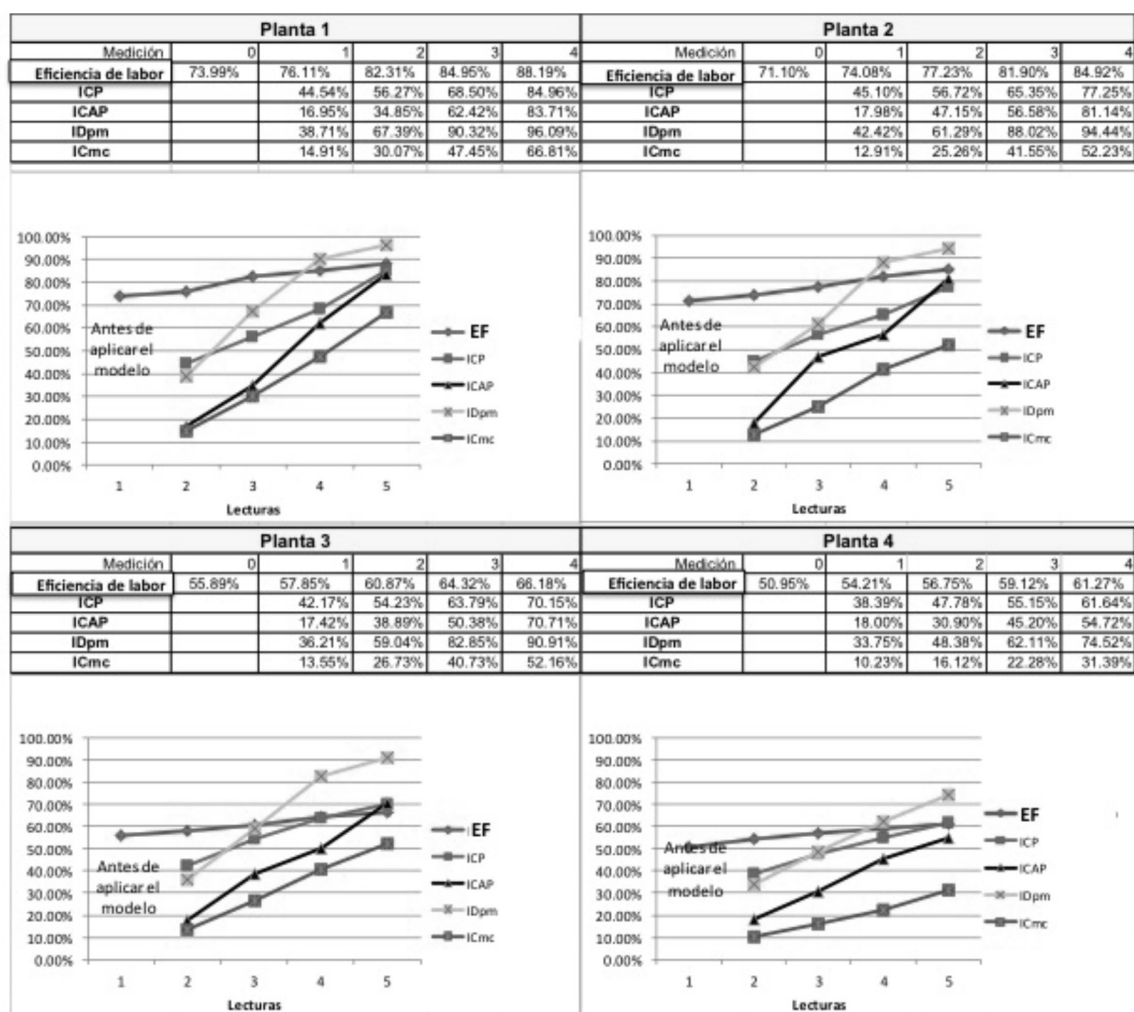 Planta 1
Medición 0 1 2 3 4
Eficiencia de labor 73.99% 76.11% 82.31% 84.95% 88.19%
ICP 44.54% 56.27% 68.50% 84.96%
ICAP 16.95% 34.85% 62.42% 83.71%
IDpm 38.71% 67.39% 90.32% 96.09%
ICmc 14.91% 30.07% 47.45% 66.81%
100.00%
90.00%
80.00%
70.00%
60.00%
50.00%
40.00%
30.00%
20.00%
10.00%
0.00%
Antes de
aplicar el
modelo
EF
ICP
ICAP
IDpm
ICmc
1 2 3 4 5
Lecturas
Planta 2
Medición 0 1 2 3 4
Eficiencia de labor 71.10% 74.08% 77.23% 81.90% 84.92%
ICP 45.10% 56.72% 65.35% 77.25%
ICAP 17.98% 47.15% 56.58% 81.14%
IDpm 42.42% 61.29% 88.02% 94.44%
ICmc 12.91% 25.26% 41.55% 52.23%
100.00%
90.00%
80.00%
70.00%
60.00%
50.00%
40.00%
30.00%
20.00%
10.00%
0.00%
Antes de
aplicar el
modelo
EF
ICP
ICAP
IDpm
ICmc
1 2 3 4 5
Lecturas
Planta 3
Medición 0 1 2 3 4
Eficiencia de labor 55.89% 57.85% 60.87% 64.32% 66.18%
ICP 42.17% 54.23% 63.79% 70.15%
ICAP 17.42% 38.89% 50.38% 70.71%
IDpm 36.21% 59.04% 82.85% 90.91%
ICmc 13.55% 26.73% 40.73% 52.16%
100.00%
90.00%
80.00%
70.00%
60.00%
50.00%
40.00%
30.00%
20.00%
10.00%
0.00%
Antes de
aplicar el
modelo
EF
ICP
ICAP
IDpm
ICmc
1 2 3 4 5
Lecturas
Planta 4
Medición 0 1 2 3 4
Eficiencia de labor 50.95% 54.21% 56.75% 59.12% 61.27%
ICP 38.39% 47.78% 55.15% 61.64%
ICAP 18.00% 30.90% 45.20% 54.72%
IDpm 33.75% 48.38% 62.11% 74.52%
ICmc 10.23% 16.12% 22.28% 31.39%
100.00%
90.00%
80.00%
70.00%
60.00%
50.00%
40.00%
30.00%
20.00%
10.00%
0.00%
Antes de
aplicar el
modelo
EF
ICP
ICAP
IDpm
ICmc
1 2 3 4 5
Lecturas